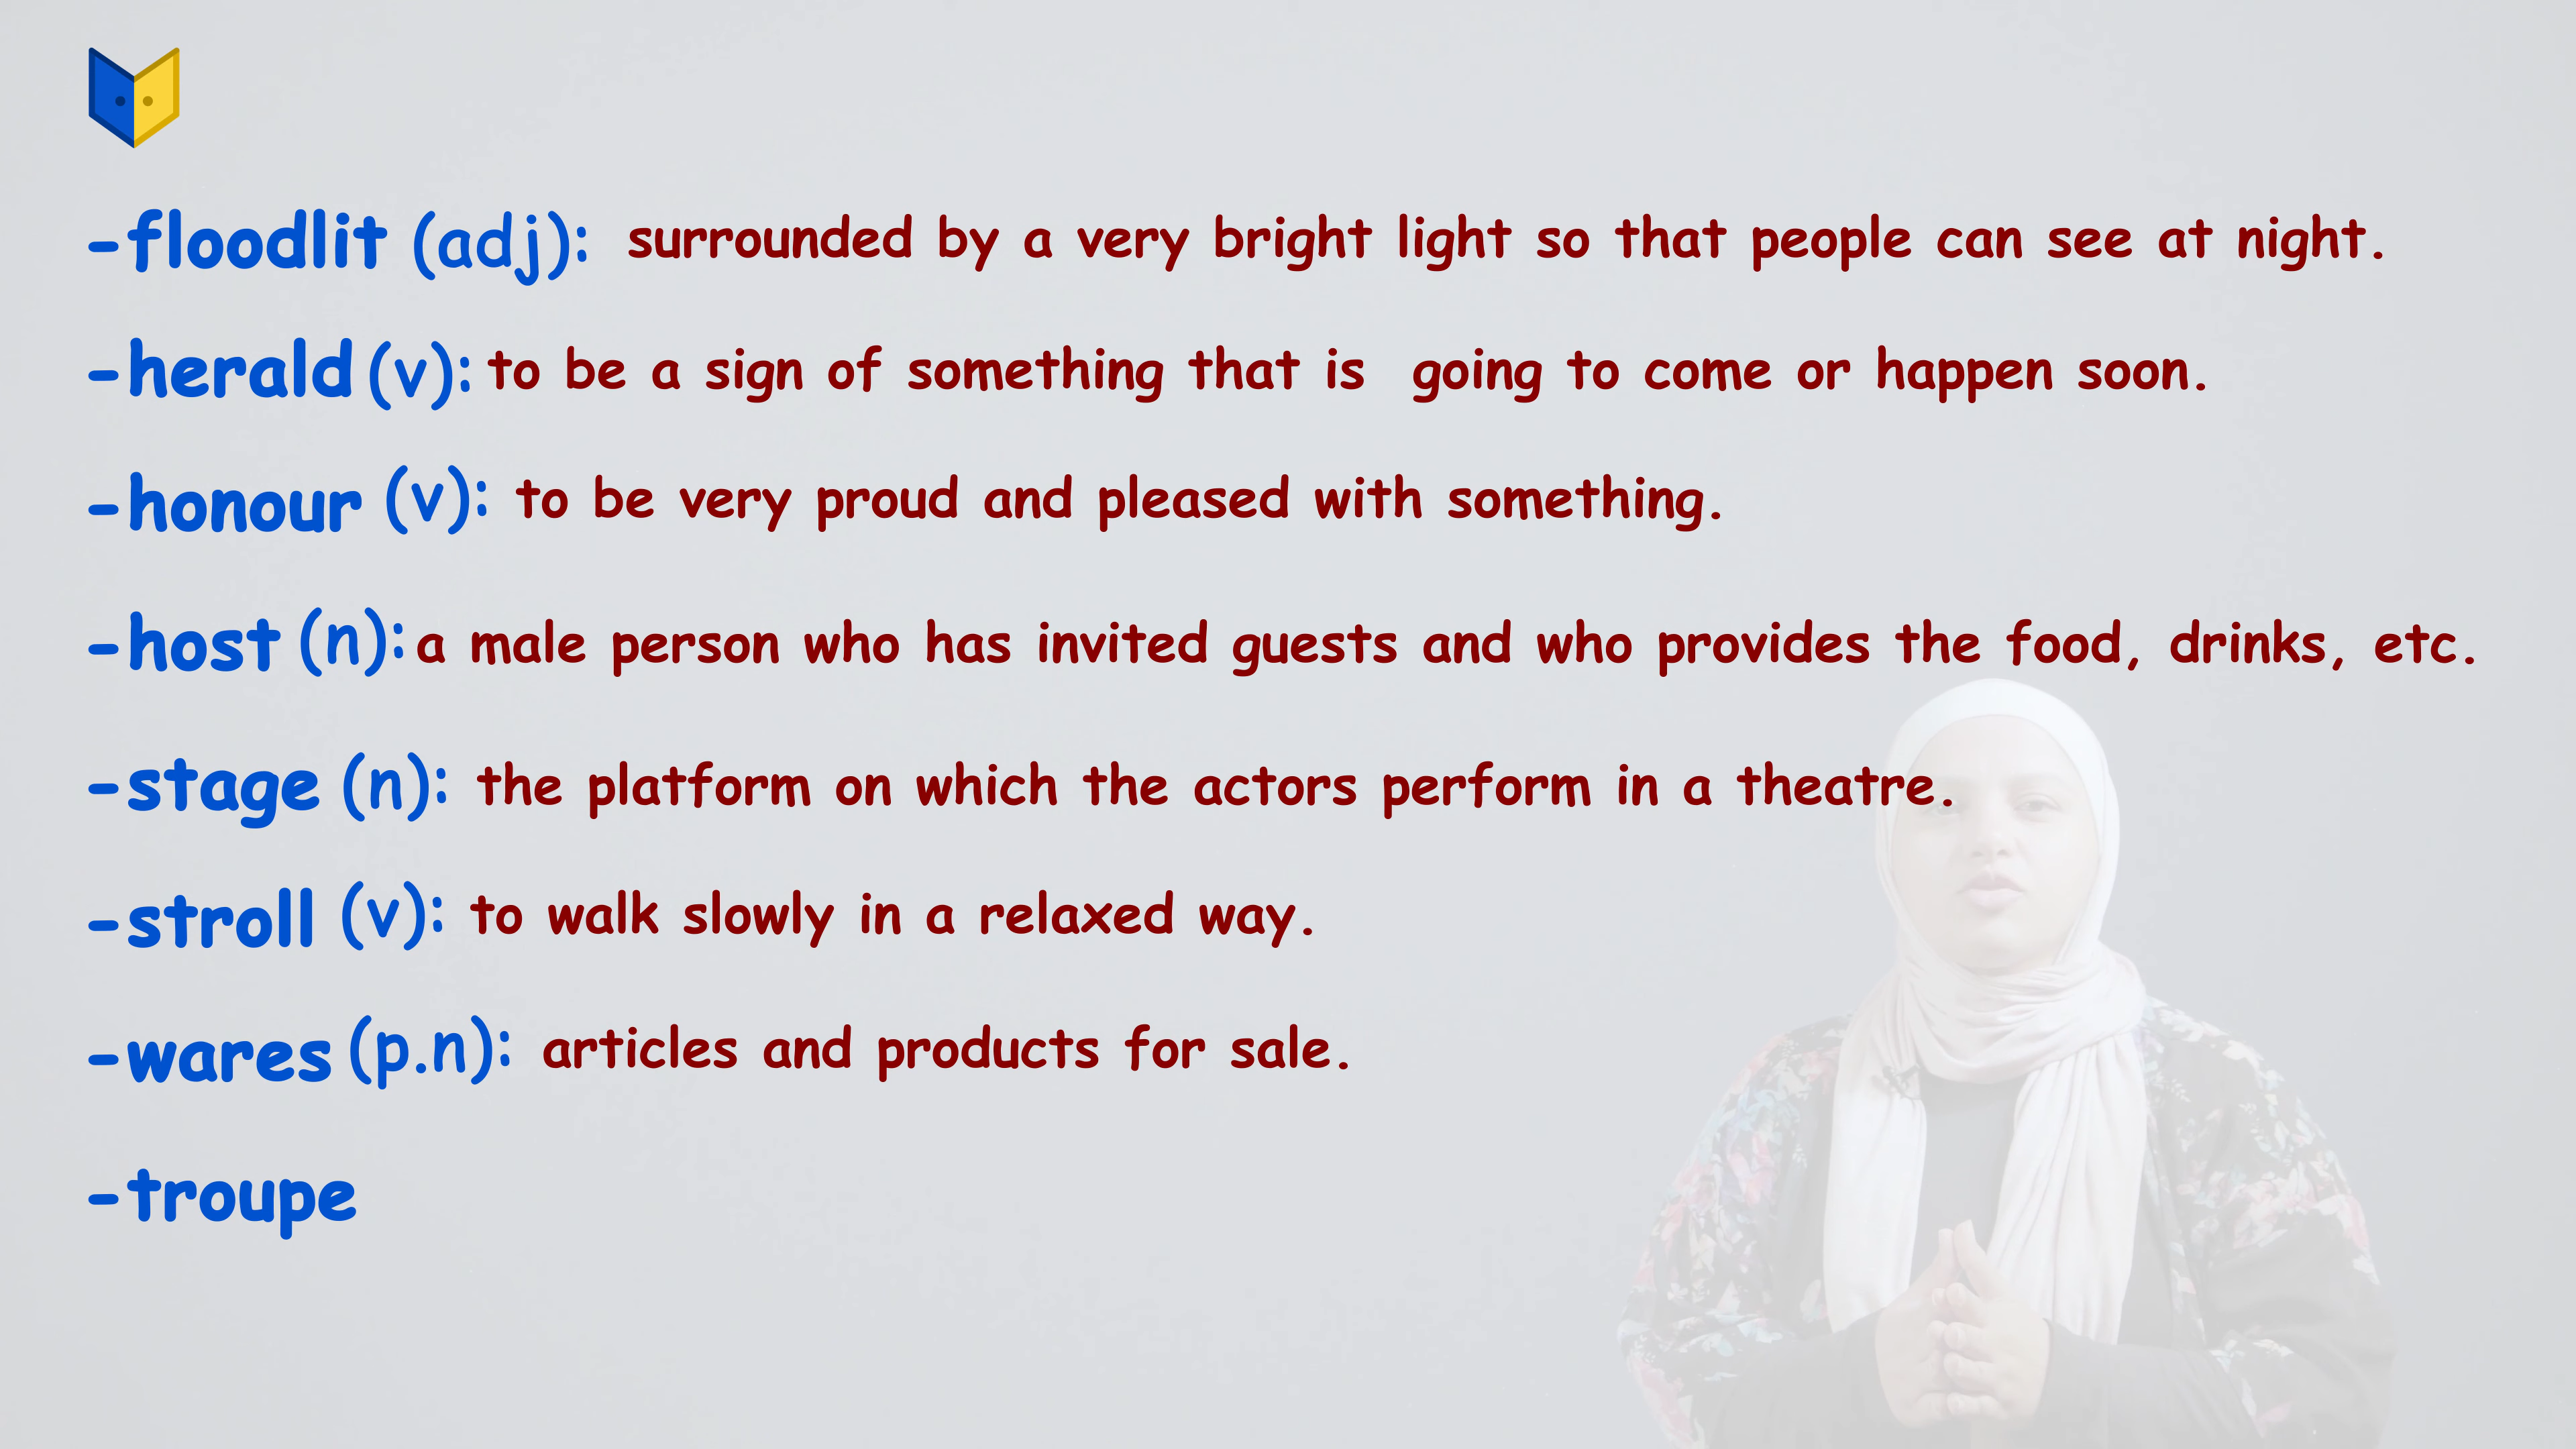 -floodlit (adj): surrounded by a very bright light so that people can see at night.
-herald (v): to be a sign of something that is going to come or happen soon.
-honour (v): to be very proud and pleased with something.
-host (n): a male person who has invited guests and who provides the food, drinks, etc.
-stage (n): the platform on which the actors perform in a theatre.
-stroll (v): to walk slowly in a relaxed way.
-wares (p.n): articles and products for sale.
-troupe